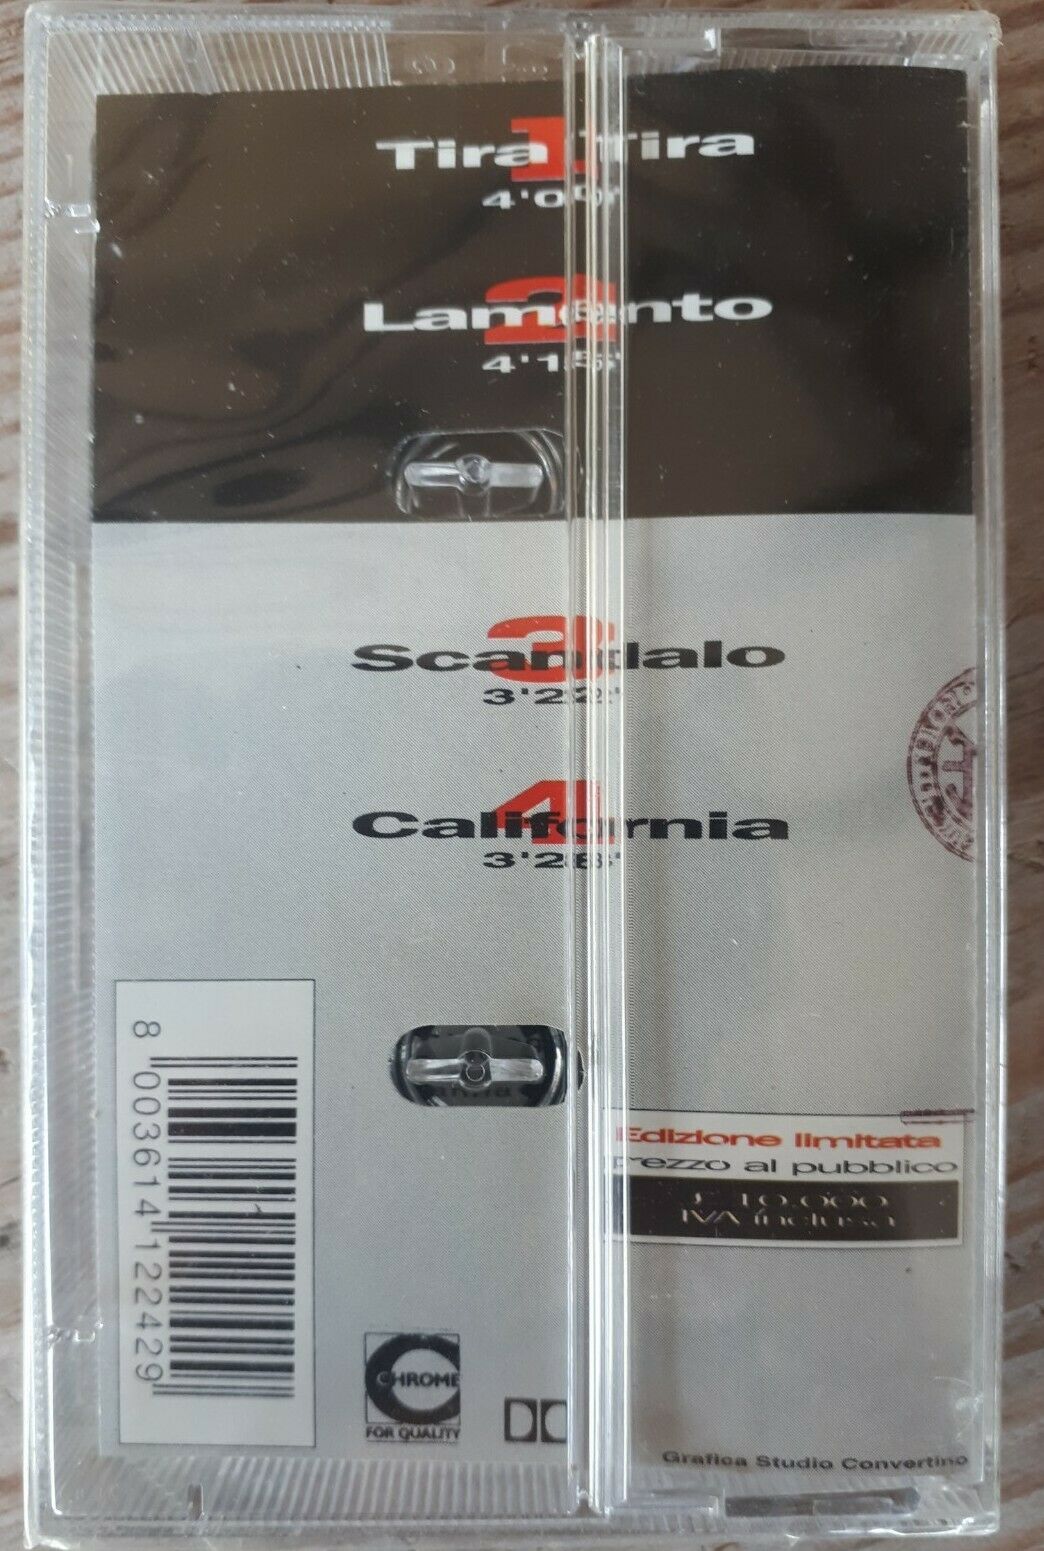 1
Tira Tira
4'00'
2
Lamento
4'15'
3
Scandalo
3'22'
4
California
3'28'
8 003614 122429
Edizione limitata
prezzo al pubblico
£ 10.000
IVA inclusa
CHROME
FOR QUALITY
Grafica Studio Convertino